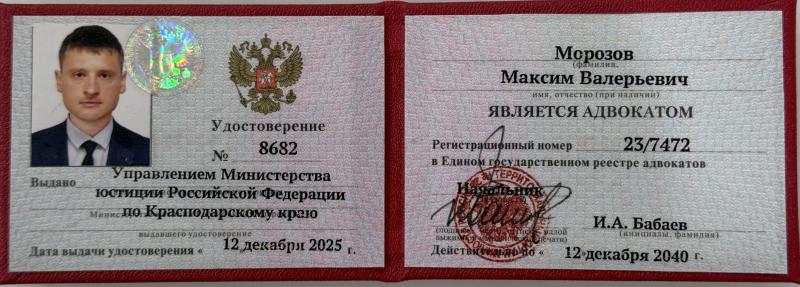 Удостоверение
№ 8682
Выдано Управлением Министерства
юстиции Российской Федерации
по Красподарскому краю
выдавшего удостоверение
Дата выдачи удостоверения « 12 декабря 2025 г.
Морозов
(фамилия,
Максим Валерьевич
имя, отчество (при наличии)
ЯВЛЯЕТСЯ АДВОКАТОМ
Регистрационный номер 23/7472
в Едином государственном реестре адвокатов
Начальник
И.А. Бабаев
(инициалы, фамилия)
Действительно по « 12» декабря 2040 г.